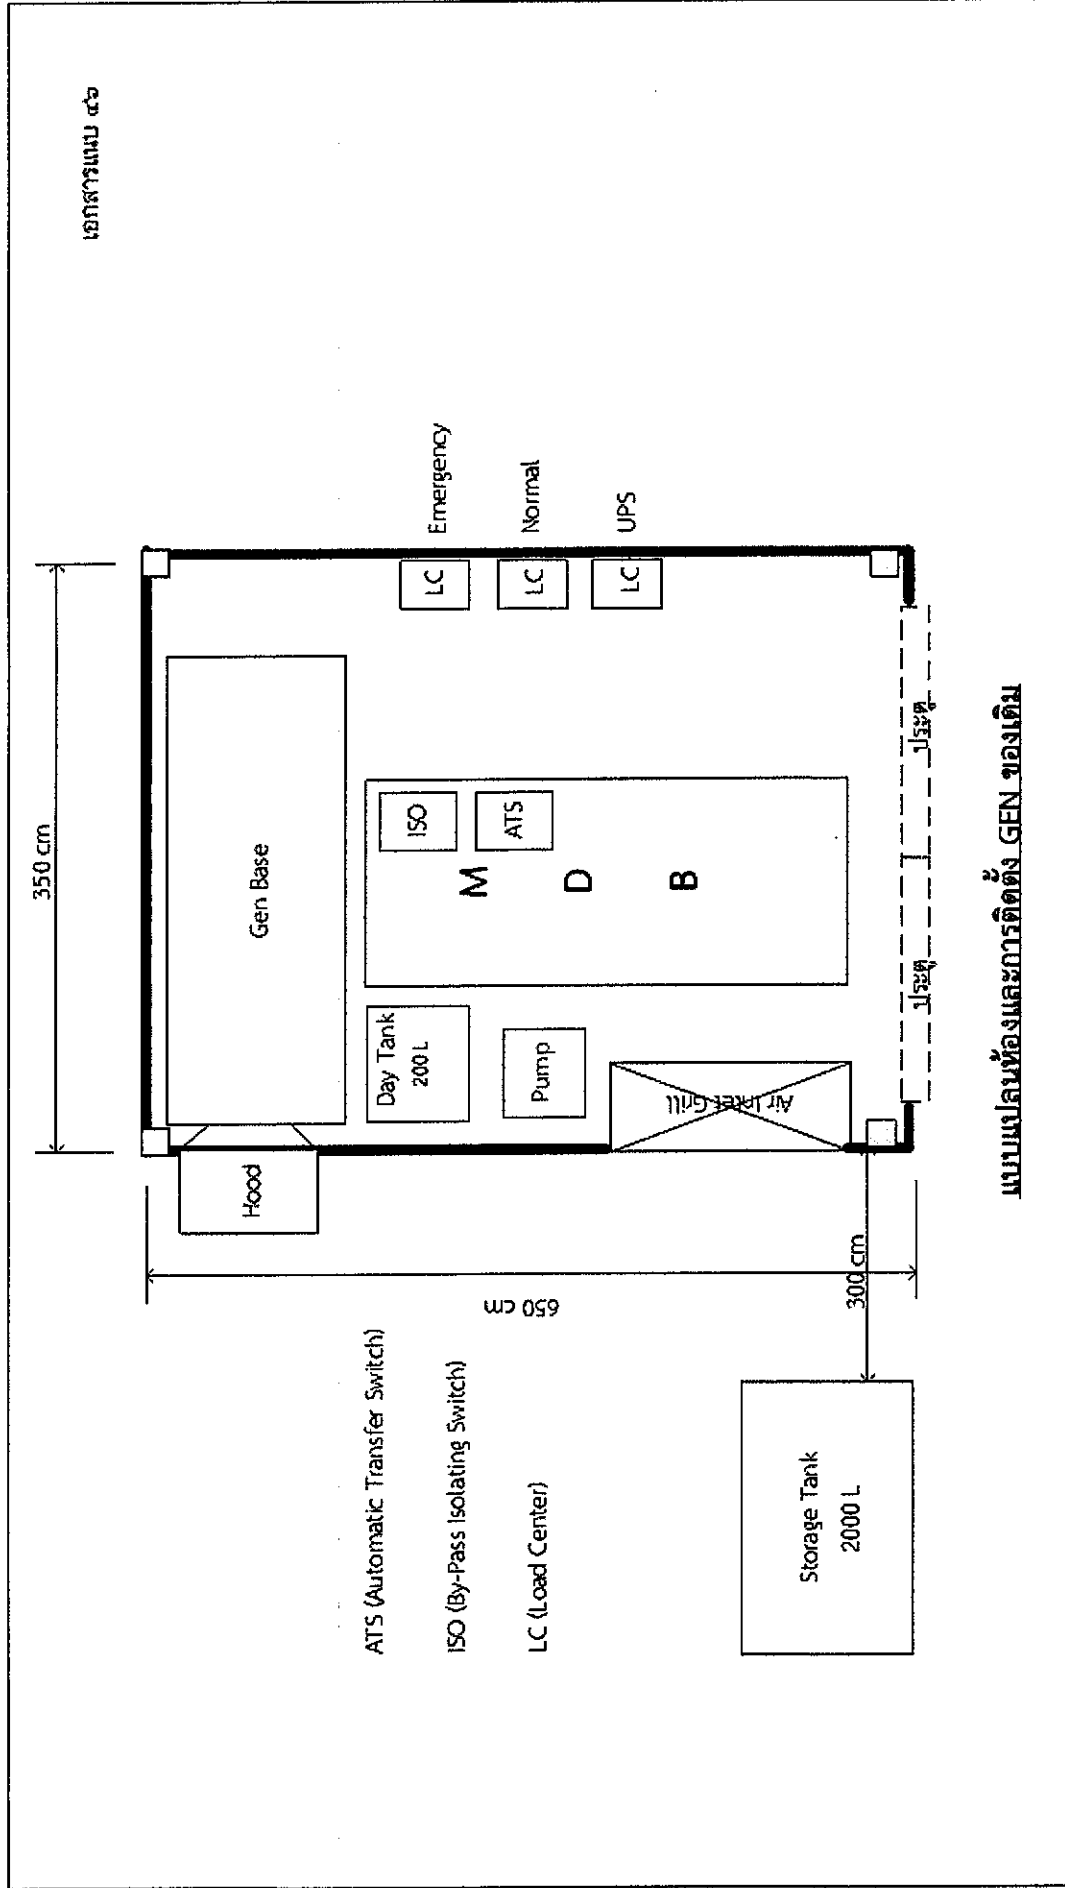 เอกสารแนบ
350 cm
Hood
Gen Base
650 cm
ATS (Automatic Transfer Switch)
ISO (By-Pass Isolating Switch)
LC (Load Center)
Day Tank
200 L
Pump
Air Inlet Grill
ISO
ATS
M
D
B
LC
Emergency
LC
Normal
LC
UPS
Storage Tank
2000 L
300 cm
ประตู
ประตู
แบบแปลนห้องและการติดตั้ง GEN ของเดิม